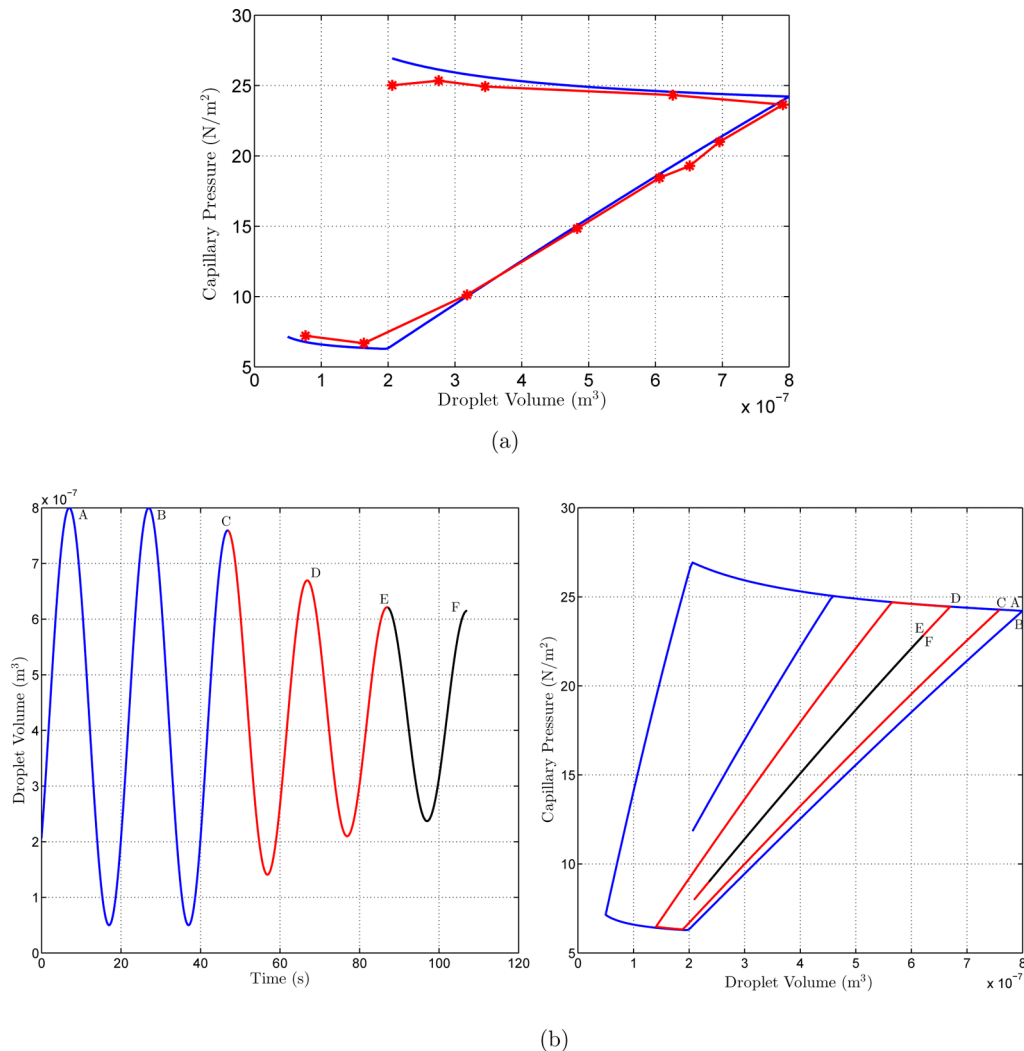 30
25
20
15
10
5
Capillary Pressure (N/m²)
0 1 2 3 4 5 6 7 8
Droplet Volume (m³)
x 10⁻⁷
(a)
x 10⁻⁷
8
7
6
5
4
3
2
1
0
Droplet Volume (m³)
A
B
C
D
E
F
0 20 40 60 80 100 120
Time (s)
30
25
20
15
10
5
Capillary Pressure (N/m²)
D
C A
B
E
F
0 1 2 3 4 5 6 7 8
Droplet Volume (m³)
x 10⁻⁷
(b)